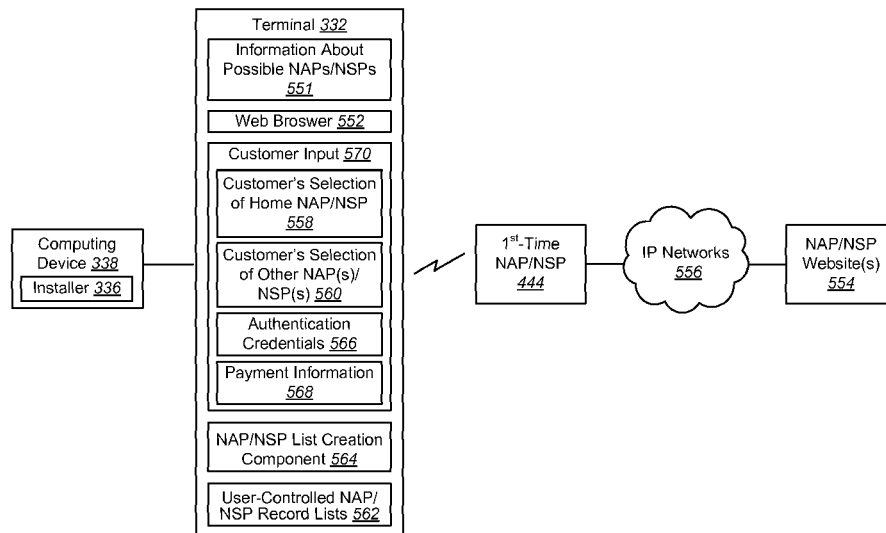 Terminal 332
Information About
Possible NAPs/NSPs
551
Web Broswer 552
Customer Input 570
Customer's Selection
of Home NAP/NSP
558
Customer's Selection
of Other NAP(s)/
NSP(s) 560
Authentication
Credentials 566
Payment Information
568
NAP/NSP List Creation
Component 564
User-Controlled NAP/
NSP Record Lists 562
Computing
Device 338
Installer 336
1st-Time
NAP/NSP
444
IP Networks
556
NAP/NSP
Website(s)
554